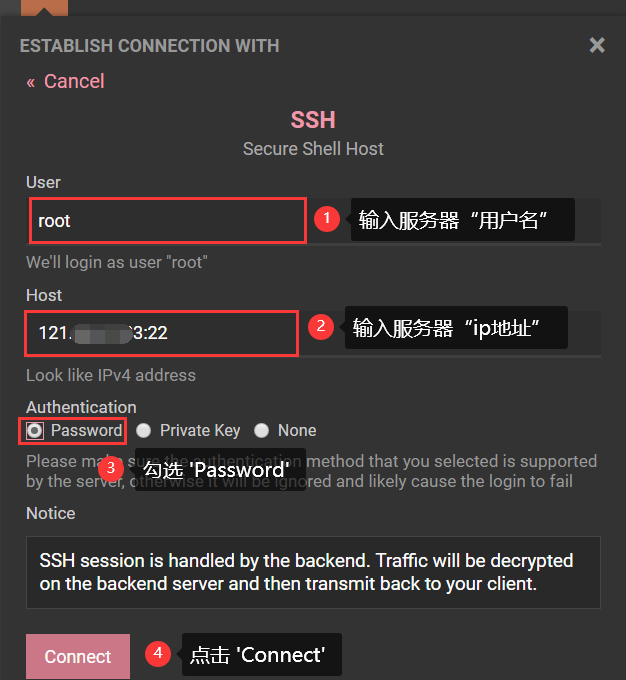 ESTABLISH CONNECTION WITH ×
« Cancel
SSH
Secure Shell Host
User
root
1 输入服务器“用户名”
We'll login as user "root"
Host
121. 3:22
2 输入服务器“ip地址”
Look like IPv4 address
Authentication
Password Private Key None
3 勾选 'Password'
Please make sure the authentication method that you selected is supported
by the server, otherwise it will be ignored and likely cause the login to fail
Notice
SSH session is handled by the backend. Traffic will be decrypted
on the backend server and then transmit back to your client.
Connect
4 点击 'Connect'